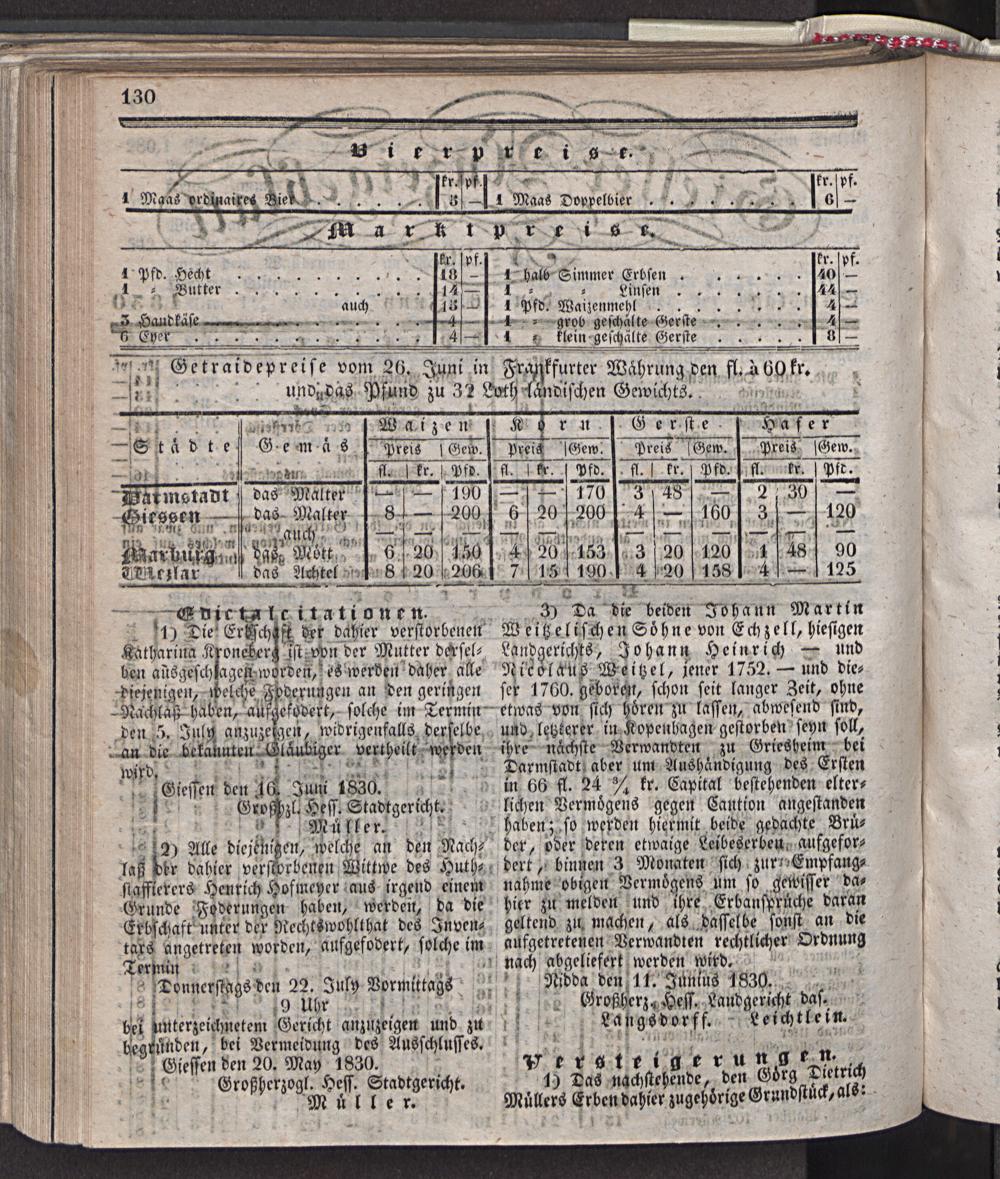 130
Bierpreise.
kr. pf. kr. pf.
1 Maas ordinaires Bier . . . . . 5 — 1 Maas Doppelbier . . . . . . . 6 —
Marktpreise.
kr. pf. kr. pf.
1 Pfd. Hecht . . . . . . . . . . 18 — 1 halb Simmer Erbsen . . . . . . 40 —
1 = Butter . . . . . . . . . . 14 — 1 = = Linsen . . . . . . 44 —
auch 13 — 1 Pfd. Waizenmehl . . . . . . . 4 —
3 Handkäse . . . . . . . . . . 4 — 1 = grob geschälte Gerste . . . . . 4 —
6 Eyer . . . . . . . . . . 4 — 1 = klein geschälte Gerste . . . . . 8 —
Getraidepreise vom 26. Juni in Frankfurter Währung den fl. à 60 kr.
und das Pfund zu 32 Loth ländischen Gewichts.
Städte Gemäs Waizen Korn Gerste Hafer
Preis Gew. Preis Gew. Preis Gew. Preis Gew.
fl. kr. Pfd. fl. kr. Pfd. fl. kr. Pfd. fl. kr. Pfd.
Darmstadt das Malter — — 190 — — 170 3 48 — 2 30 —
Giessen das Malter 8 — 200 6 20 200 4 — 160 3 — 120
auch — — — — — — — — — — — —
Marburg das Mött 6 20 150 4 20 153 3 20 120 1 48 90
Wezlar das Achtel 8 20 206 7 15 190 4 20 158 4 — 125
Edictalcitationen.
1) Die Erbschaft der dahier verstorbenen
Katharina Kroneberg ist von der Mutter dersel-
ben ausgeschlagen worden, es werden daher alle
diejenigen, welche Foderungen an den geringen
Nachlaß haben, aufgefodert, solche im Termin
den 5. July anzuzeigen, widrigenfalls derselbe
an die bekannten Gläubiger vertheilt werden
wird.
Giessen den 16. Juni 1830.
Großhzl. Hess. Stadtgericht.
Müller.
2) Alle diejenigen, welche an den Nach-
laß der dahier verstorbenen Wittwe des Huth-
staffierers Henrich Hofmeyer aus irgend einem
Grunde Foderungen haben, werden, da die
Erbschaft unter der Rechtswohlthat des Inven-
tars angetreten worden, aufgefodert, solche im
Termin
Donnerstags den 22. July Vormittags
9 Uhr
bei unterzeichnetem Gericht anzuzeigen und zu
begründen, bei Vermeidung des Ausschlusses.
Giessen den 20. May 1830.
Großherzogl. Hess. Stadtgericht.
Müller.
3) Da die beiden Johann Martin
Weitzelischen Söhne von Echzell, hiesigen
Landgerichts, Johann Heinrich — und
Nicolaus Weitzel, jener 1752. — und die-
ser 1760. geboren, schon seit langer Zeit, ohne
etwas von sich hören zu lassen, abwesend sind,
und letzterer in Kopenhagen gestorben seyn soll,
ihre nächste Verwandten zu Griesheim bei
Darmstadt aber um Aushändigung des Ersten
in 66 fl. 24 ¾ kr. Capital bestehenden elter-
lichen Vermögens gegen Caution angestanden
haben; so werden hiermit beide gedachte Brü-
der, oder deren etwaige Leibeserben aufgefor-
dert, binnen 3 Monaten sich zur Empfang-
nahme obigen Vermögens um so gewisser da-
hier zu melden und ihre Erbansprüche daran
geltend zu machen, als dasselbe sonst an die
aufgetretenen Verwandten rechtlicher Ordnung
nach abgeliefert werden wird.
Nidda den 11. Junius 1830.
Großherz. Hess. Landgericht das.
Langsdorff. Leichtlein.
Versteigerungen.
1) Das nachstehende, den Görg Dietrich
Müllers Erben dahier zugehörige Grundstück, als: